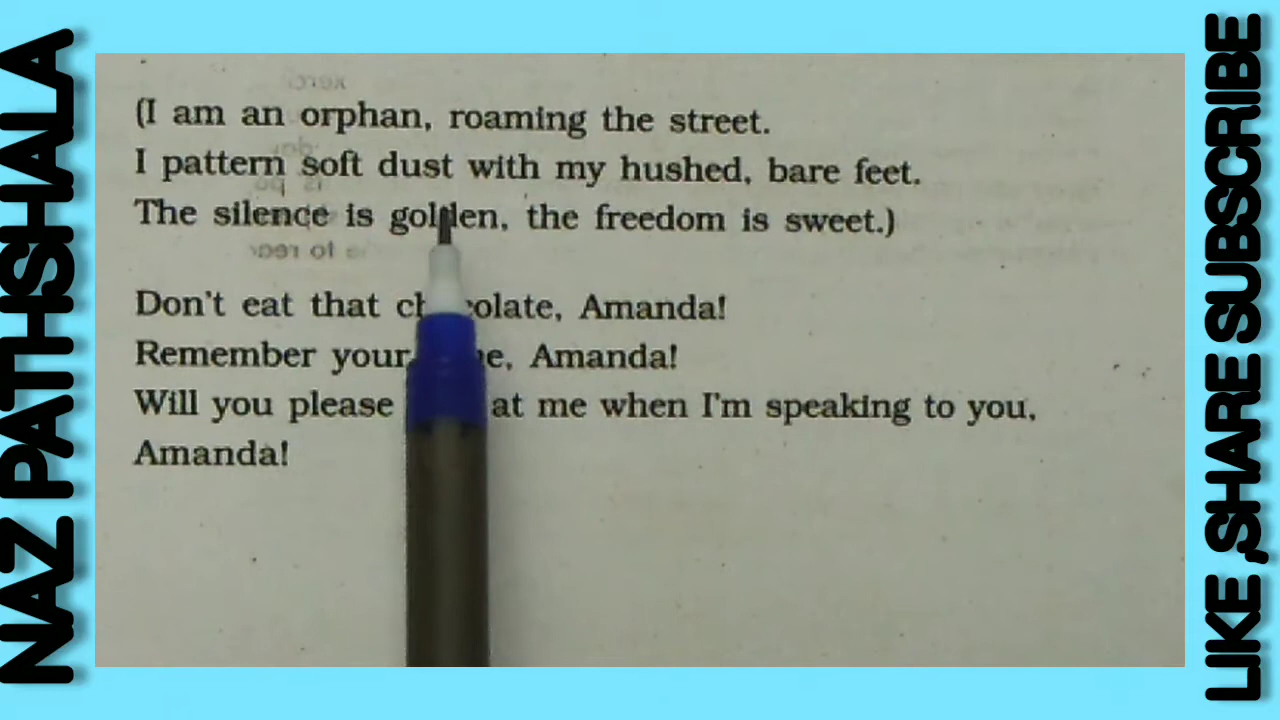 NAZ PATHSHALA
(I am an orphan, roaming the street.
I pattern soft dust with my hushed, bare feet.
The silence is golden, the freedom is sweet.)
Don't eat that chocolate, Amanda!
Remember your Amanda!
Will you please at me when I'm speaking to you,
Amanda!
LIKE ,SHARE SUBSCRIBE